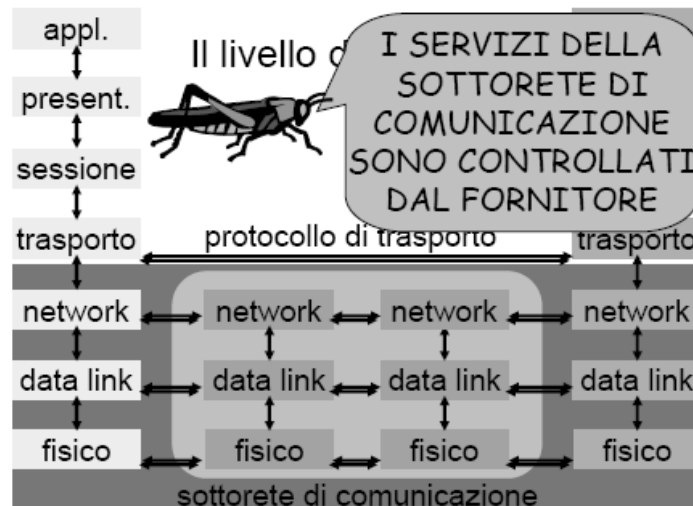 appl.
Il livello d
I SERVIZI DELLA
SOTTORETE DI
COMUNICAZIONE
SONO CONTROLLATI
DAL FORNITORE
present.
sessione
trasporto
protocollo di trasporto
trasporto
network
network
network
network
data link
data link
data link
data link
fisico
fisico
fisico
fisico
sottorete di comunicazione